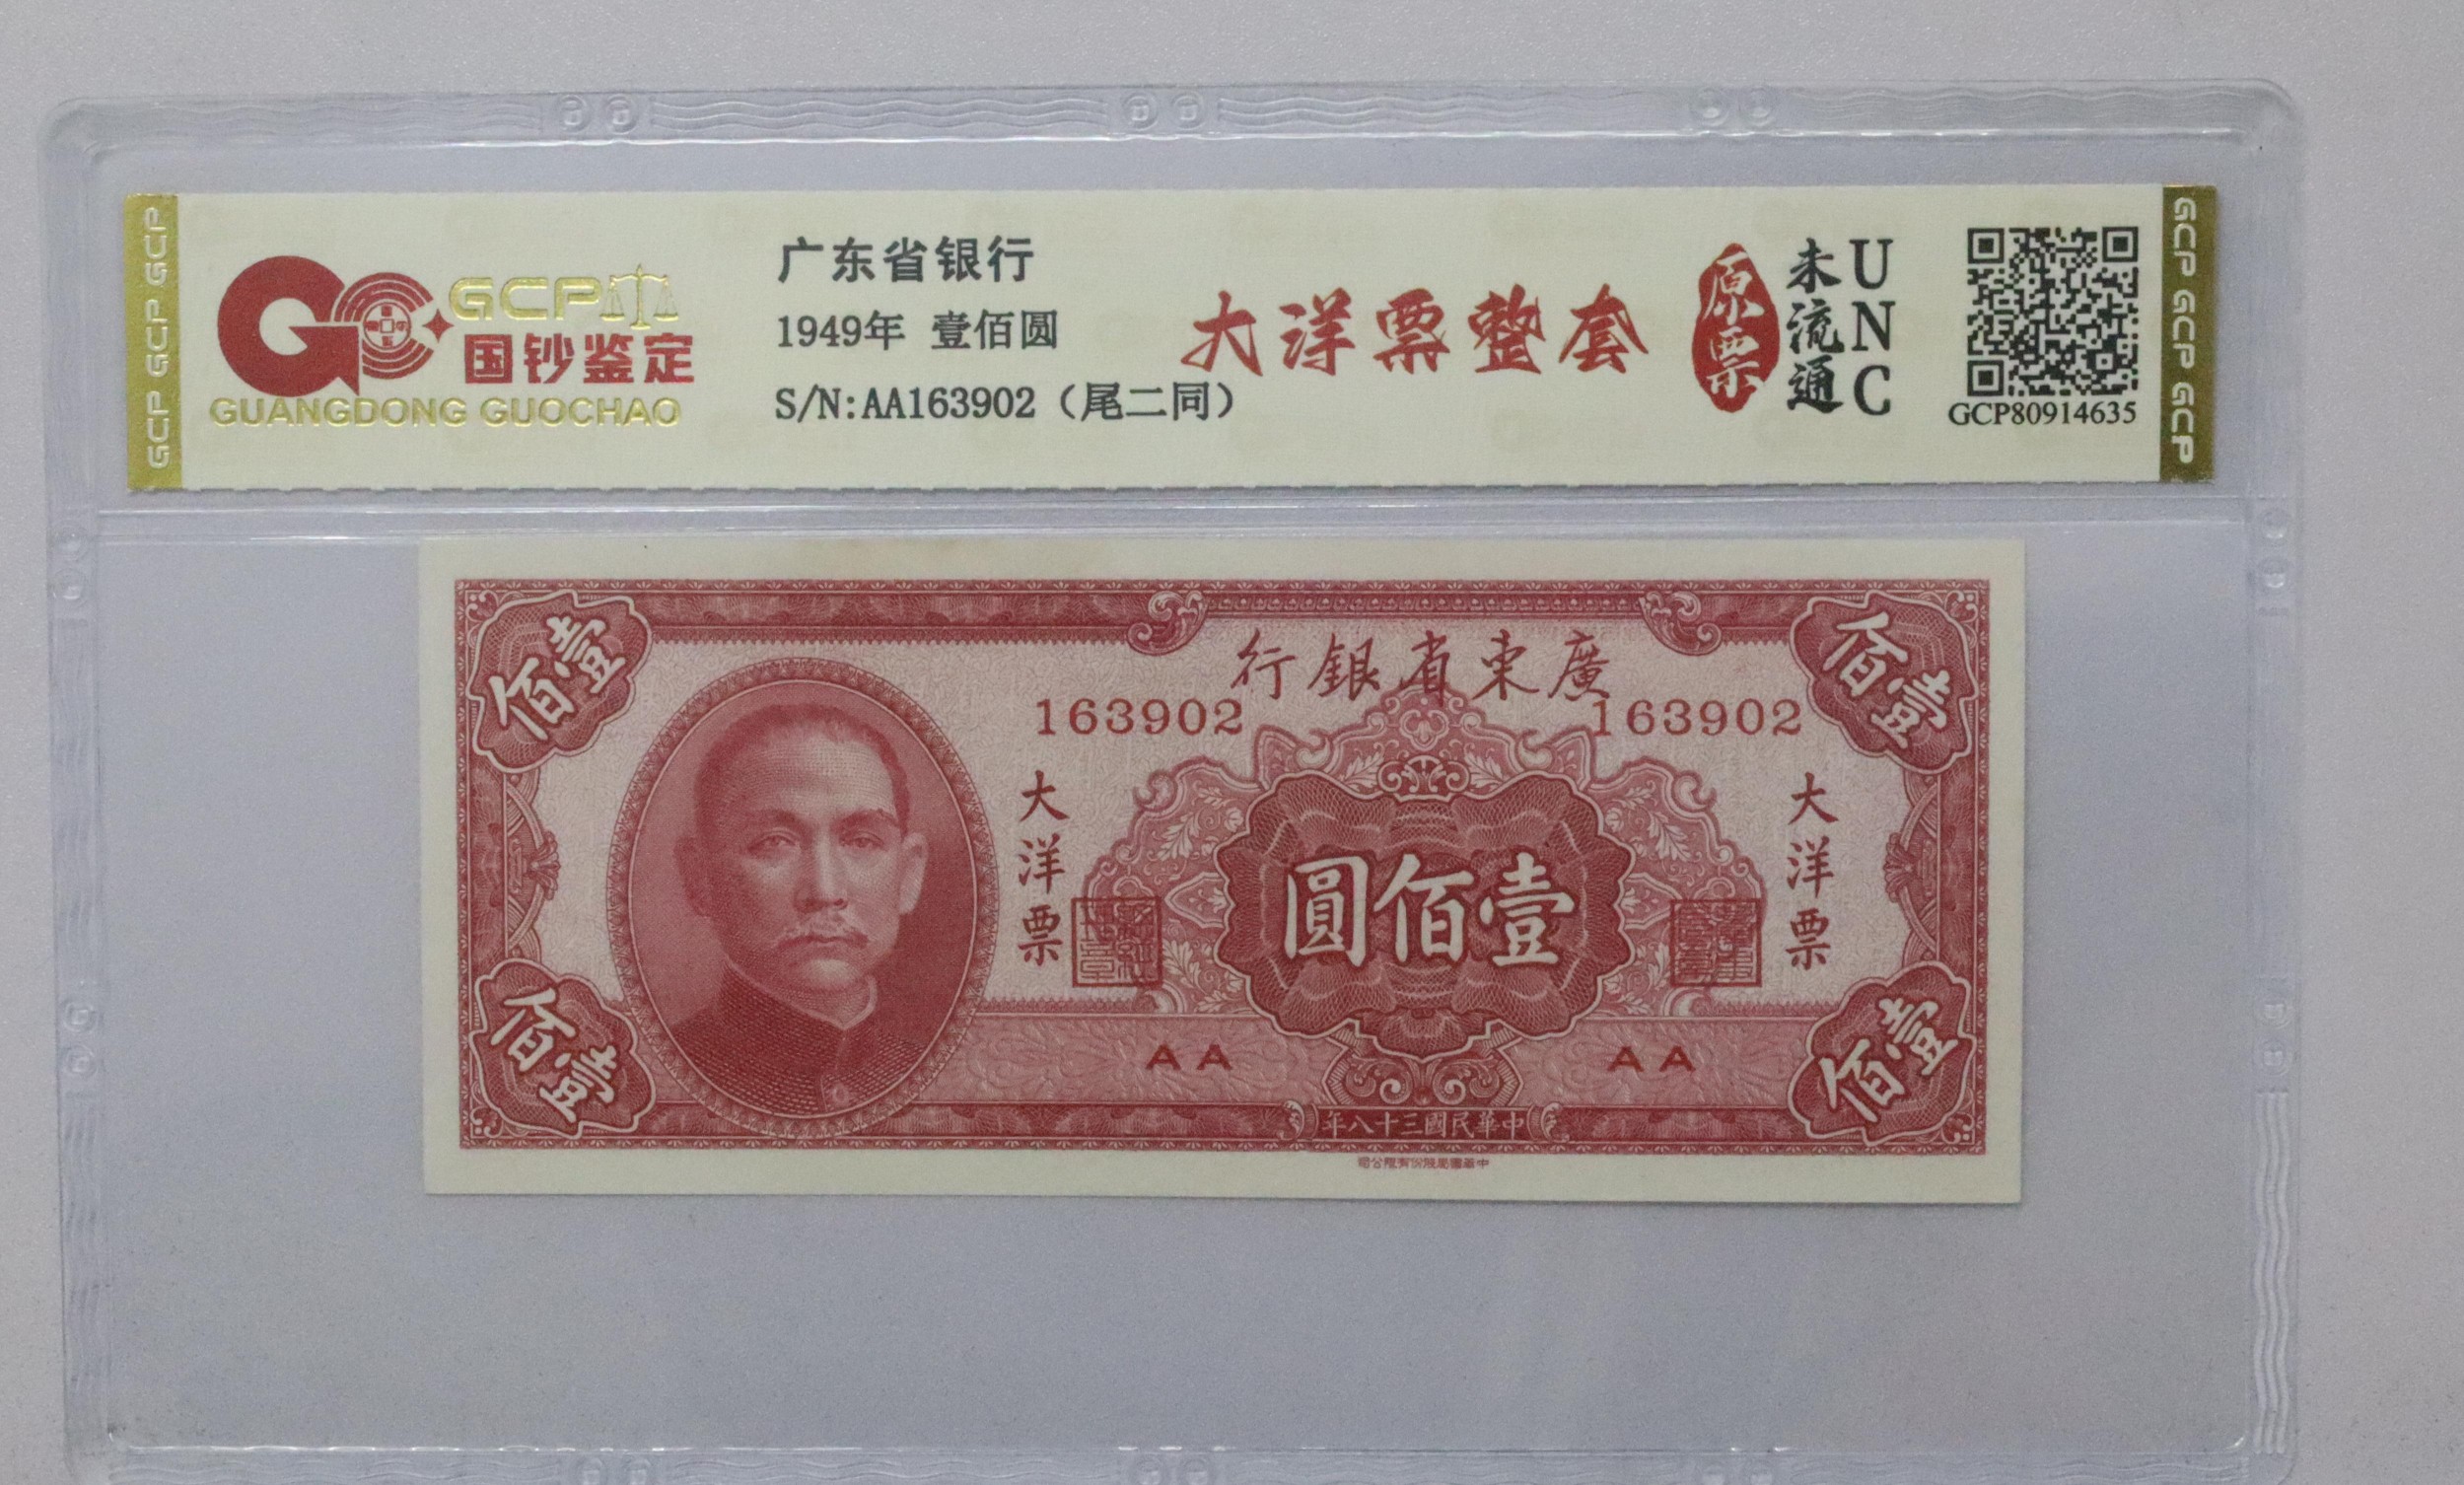 GCP GCP GCP
GCP
国钞鉴定
GUANGDONG GUOCHAO
广东省银行
1949年 壹佰圆
S/N:AA163902（尾二同）
大洋票整套
原票
未流通
UNC
GCP80914635
GCP GCP GCP
行銀省東廣
163902 163902
佰壹
佰壹
大洋票
大洋票
圓佰壹
AA AA
佰壹
佰壹
年八十三國民華中